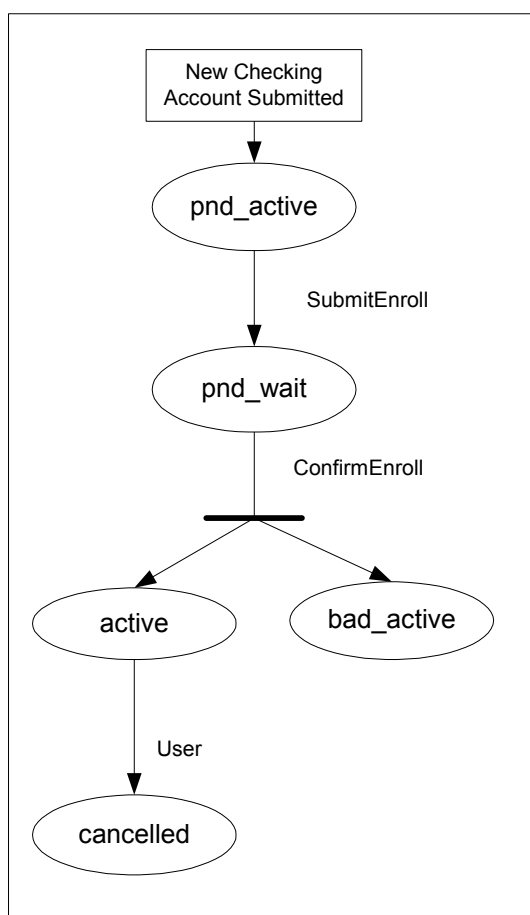 New Checking
Account Submitted
pnd_active
SubmitEnroll
pnd_wait
ConfirmEnroll
active
bad_active
User
cancelled